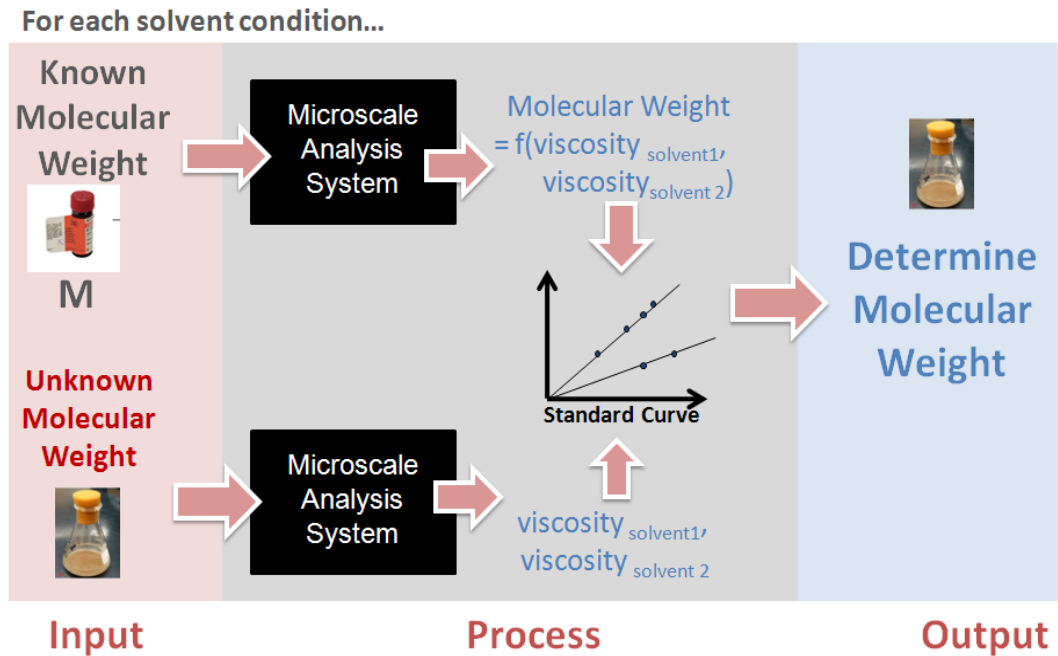 For each solvent condition...
Known
Molecular
Weight
M
Unknown
Molecular
Weight
Microscale
Analysis
System
Molecular Weight
= f(viscosity solvent1,
viscosity solvent 2)
Standard Curve
Microscale
Analysis
System
viscosity solvent1,
viscosity solvent 2
Determine
Molecular
Weight
Input
Process
Output